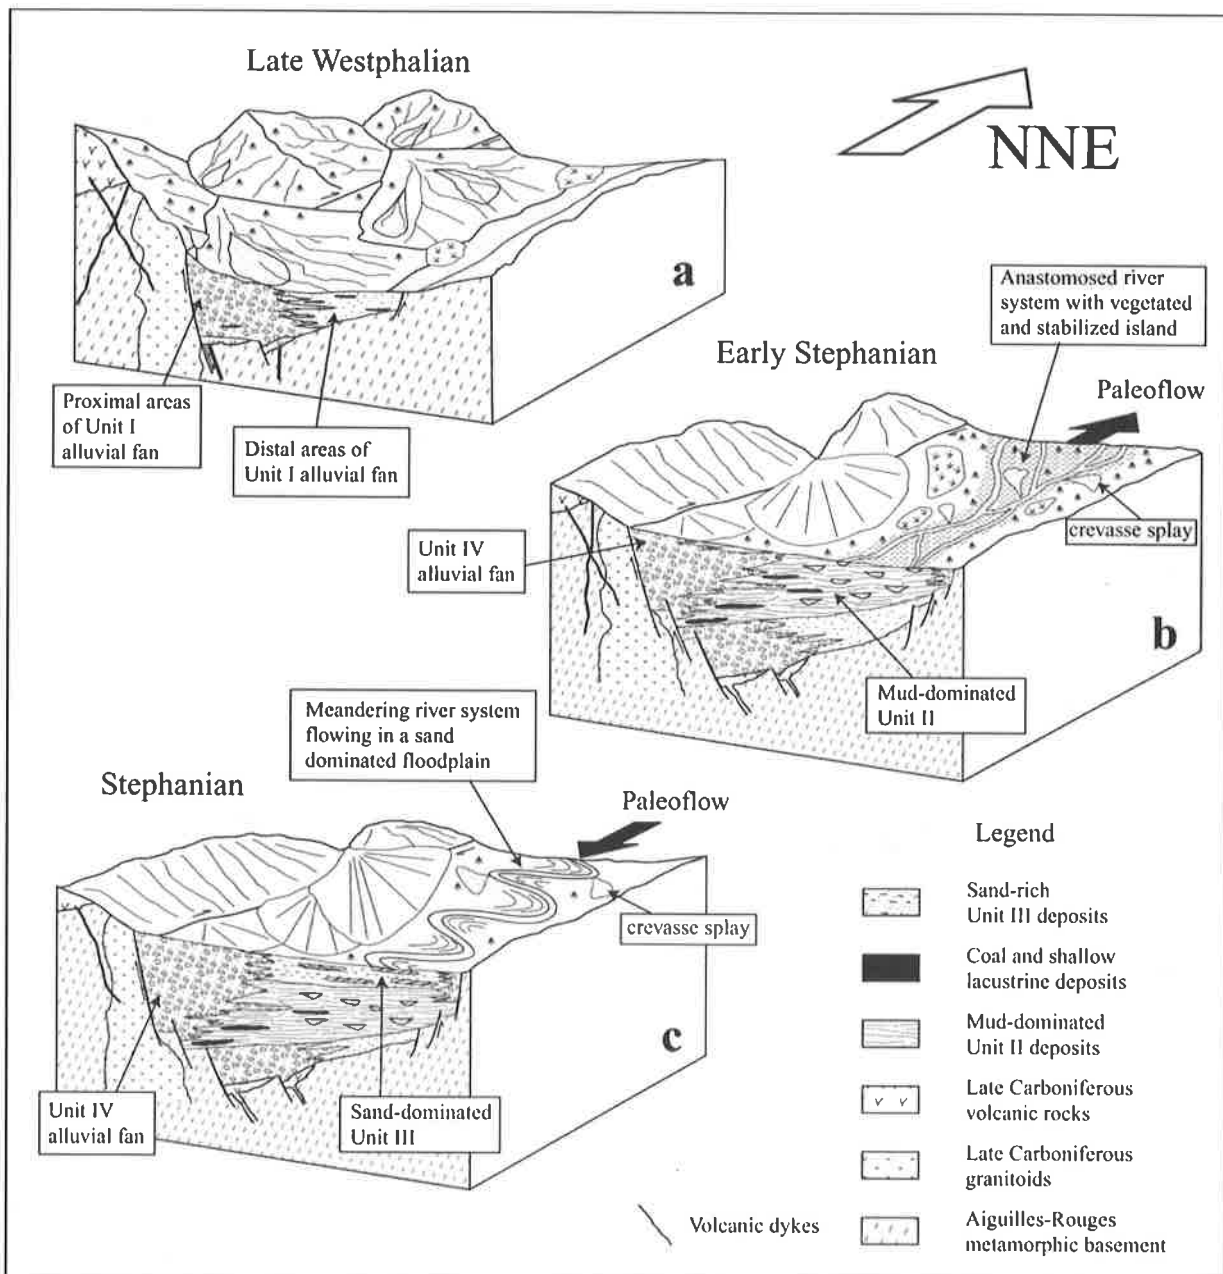 Late Westphalian
NNE
a
Proximal areas
of Unit I
alluvial fan
Distal areas of
Unit I alluvial fan
Early Stephanian
Anastomosed river
system with vegetated
and stabilized island
Paleoflow
crevasse splay
Unit IV
alluvial fan
b
Mud-dominated
Unit II
Meandering river system
flowing in a sand
dominated floodplain
Stephanian
Paleoflow
crevasse splay
c
Unit IV
alluvial fan
Sand-dominated
Unit III
Legend
Sand-rich
Unit III deposits
Coal and shallow
lacustrine deposits
Mud-dominated
Unit II deposits
Late Carboniferous
volcanic rocks
Late Carboniferous
granitoids
Aiguilles-Rouges
metamorphic basement
Volcanic dykes